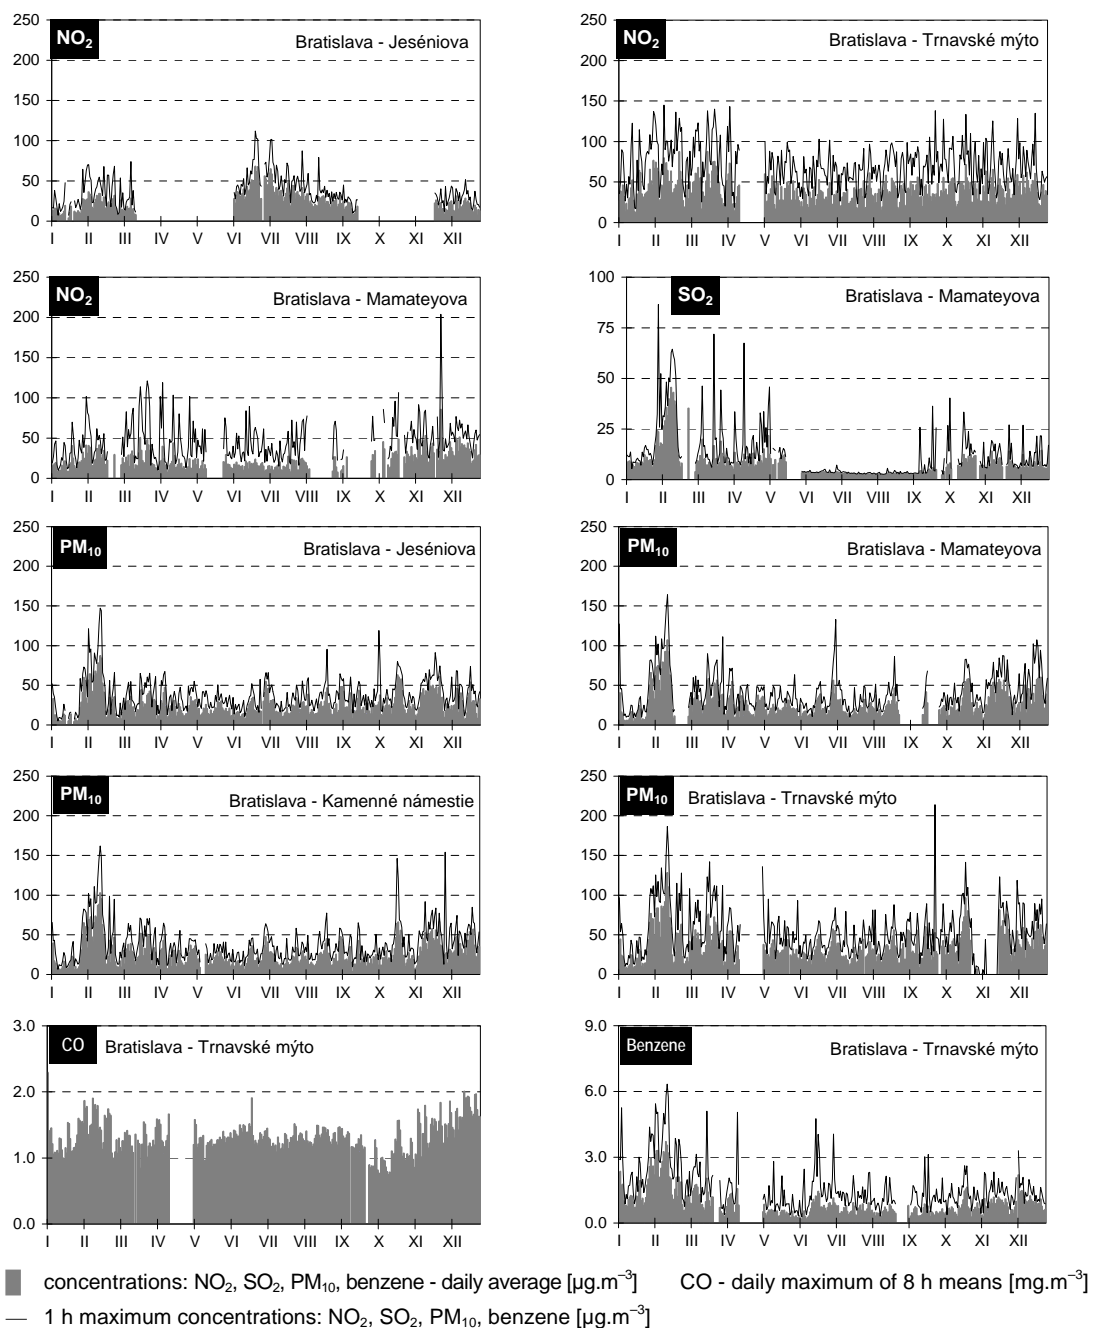 NO₂ Bratislava - Jeséniova
250
200
150
100
50
0
I II III IV V VI VII VIII IX X XI XII
NO₂ Bratislava - Trnavské mýto
250
200
150
100
50
0
I II III IV V VI VII VIII IX X XI XII
NO₂ Bratislava - Mamateyova
250
200
150
100
50
0
I II III IV V VI VII VIII IX X XI XII
SO₂ Bratislava - Mamateyova
100
75
50
25
0
I II III IV V VI VII VIII IX X XI XII
PM₁₀ Bratislava - Jeséniova
250
200
150
100
50
0
I II III IV V VI VII VIII IX X XI XII
PM₁₀ Bratislava - Mamateyova
250
200
150
100
50
0
I II III IV V VI VII VIII IX X XI XII
PM₁₀ Bratislava - Kamenné námestie
250
200
150
100
50
0
I II III IV V VI VII VIII IX X XI XII
PM₁₀ Bratislava - Trnavské mýto
250
200
150
100
50
0
I II III IV V VI VII VIII IX X XI XII
CO Bratislava - Trnavské mýto
3.0
2.0
1.0
0.0
I II III IV V VI VII VIII IX X XI XII
Benzene Bratislava - Trnavské mýto
9.0
6.0
3.0
0.0
I II III IV V VI VII VIII IX X XI XII
concentrations: NO₂, SO₂, PM₁₀, benzene - daily average [µg.m⁻³] CO - daily maximum of 8 h means [mg.m⁻³]
1 h maximum concentrations: NO₂, SO₂, PM₁₀, benzene [µg.m⁻³]